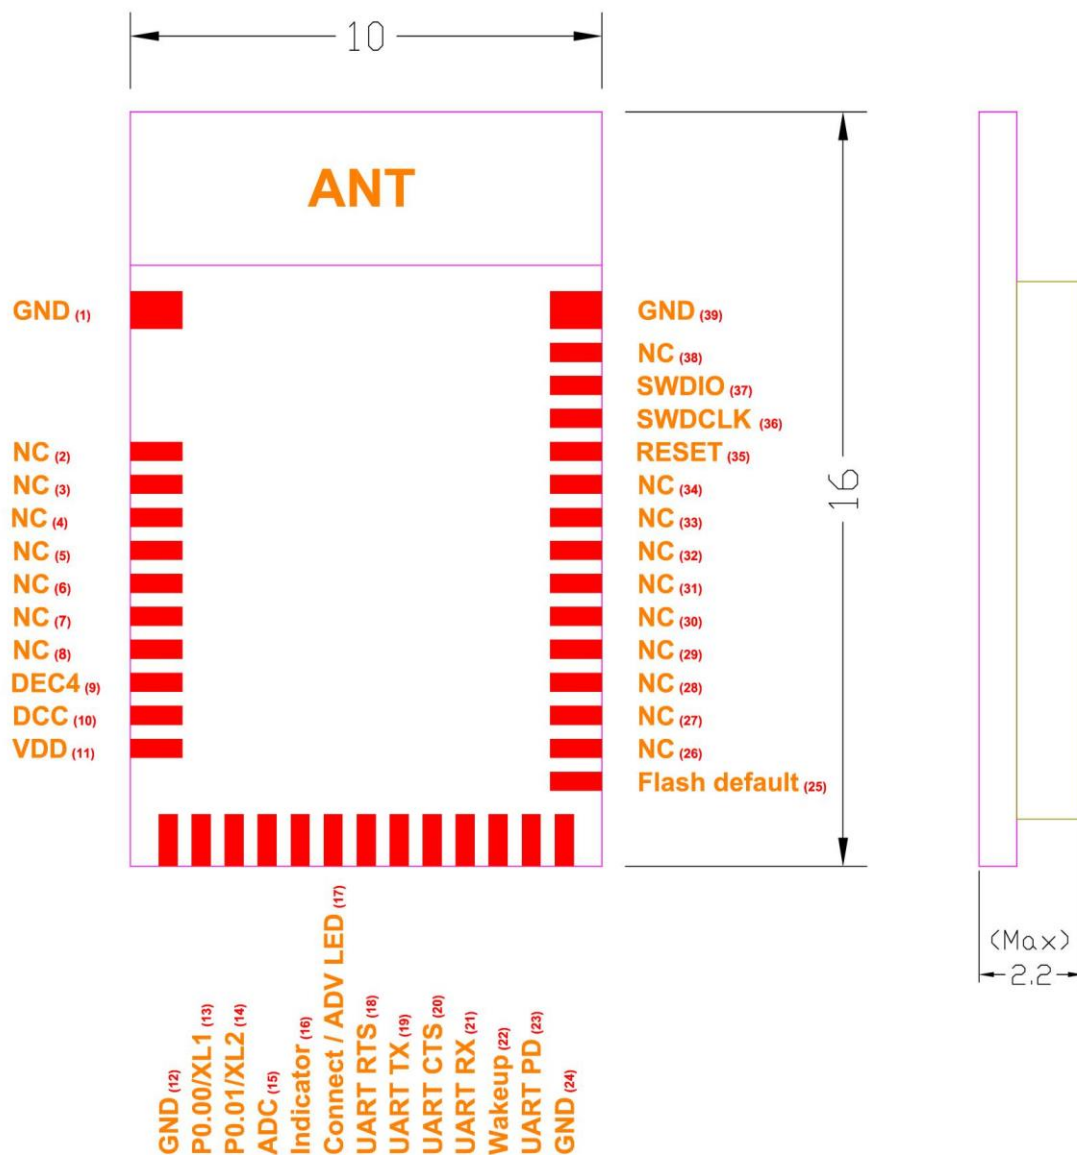 10
ANT
GND (1)
NC (2)
NC (3)
NC (4)
NC (5)
NC (6)
NC (7)
NC (8)
DEC4 (9)
DCC (10)
VDD (11)
GND (39)
NC (38)
SWDIO (37)
SWDCLK (36)
RESET (35)
NC (34)
NC (33)
NC (32)
NC (31)
NC (30)
NC (29)
NC (28)
NC (27)
NC (26)
Flash default (25)
16
GND (12)
P0.00/XL1 (13)
P0.01/XL2 (14)
ADC (15)
Indicator (16)
Connect / ADV LED (17)
UART RTS (18)
UART TX (19)
UART CTS (20)
UART RX (21)
Wakeup (22)
UART PD (23)
GND (24)
(Max)
2.2